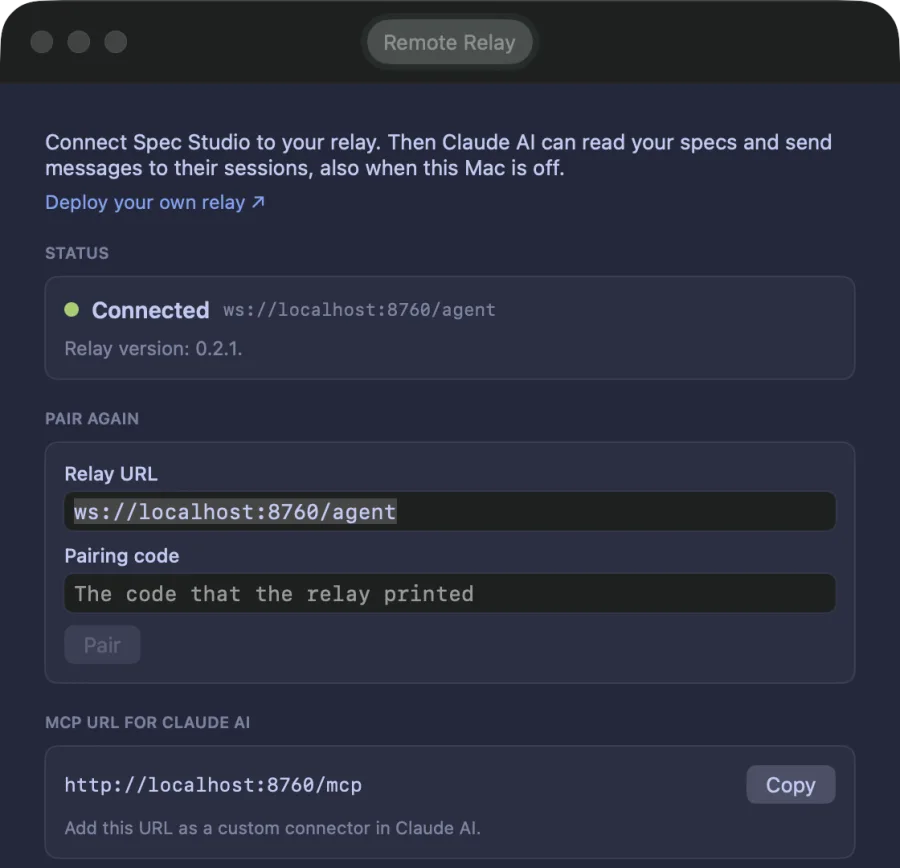 Remote Relay
Connect Spec Studio to your relay. Then Claude AI can read your specs and send
messages to their sessions, also when this Mac is off.
Deploy your own relay ↗
STATUS
Connected ws://localhost:8760/agent
Relay version: 0.2.1.
PAIR AGAIN
Relay URL
ws://localhost:8760/agent
Pairing code
The code that the relay printed
Pair
MCP URL FOR CLAUDE AI
http://localhost:8760/mcp Copy
Add this URL as a custom connector in Claude AI.